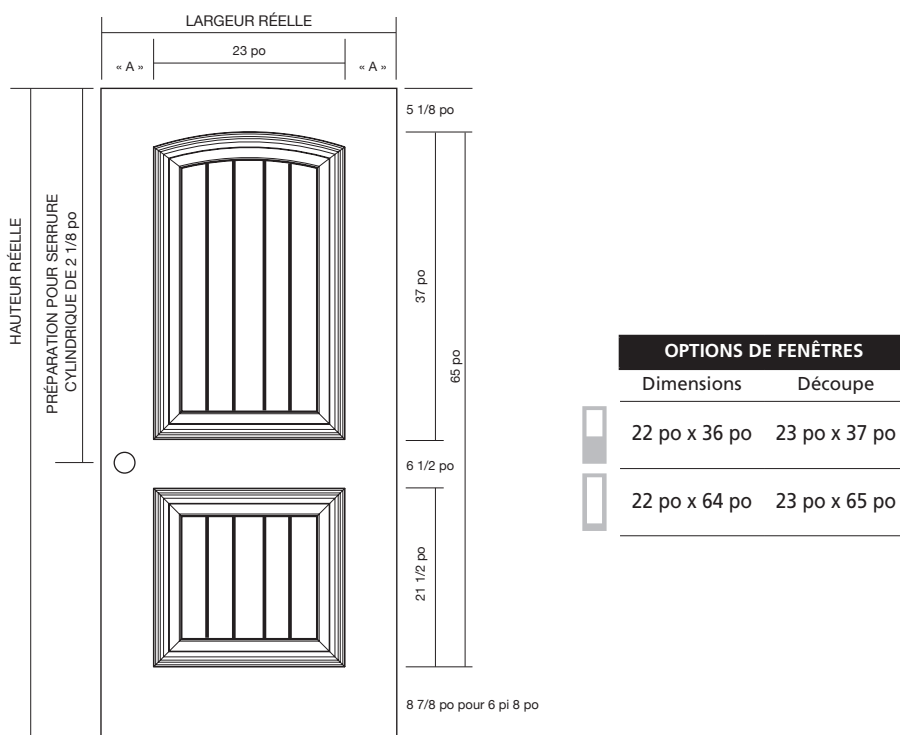 LARGEUR RÉELLE
23 po
« A »
« A »
5 1/8 po
HAUTEUR RÉELLE
PRÉPARATION POUR SERRURE
CYLINDRIQUE DE 2 1/8 po
37 po
65 po
6 1/2 po
21 1/2 po
8 7/8 po pour 6 pi 8 po
OPTIONS DE FENÊTRES
Dimensions Découpe
22 po x 36 po 23 po x 37 po
22 po x 64 po 23 po x 65 po